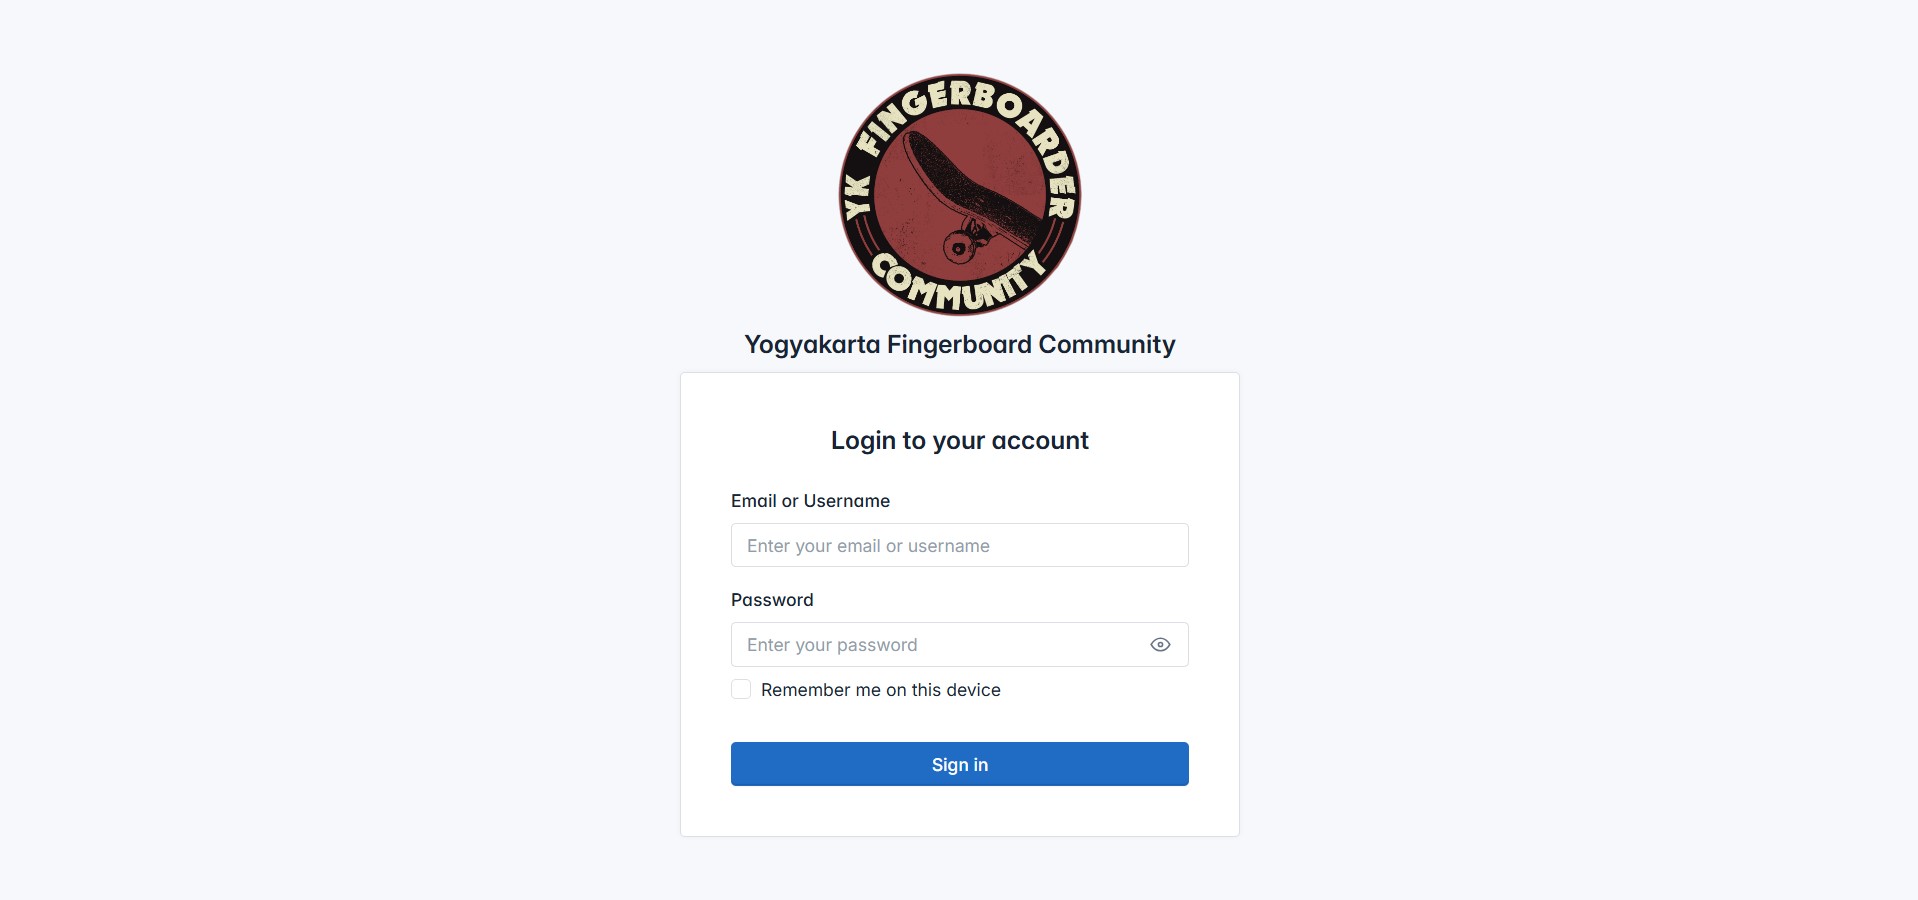 YK FINGERBOARDER
COMMUNITY
Yogyakarta Fingerboard Community
Login to your account
Email or Username
Enter your email or username
Password
Enter your password
Remember me on this device
Sign in